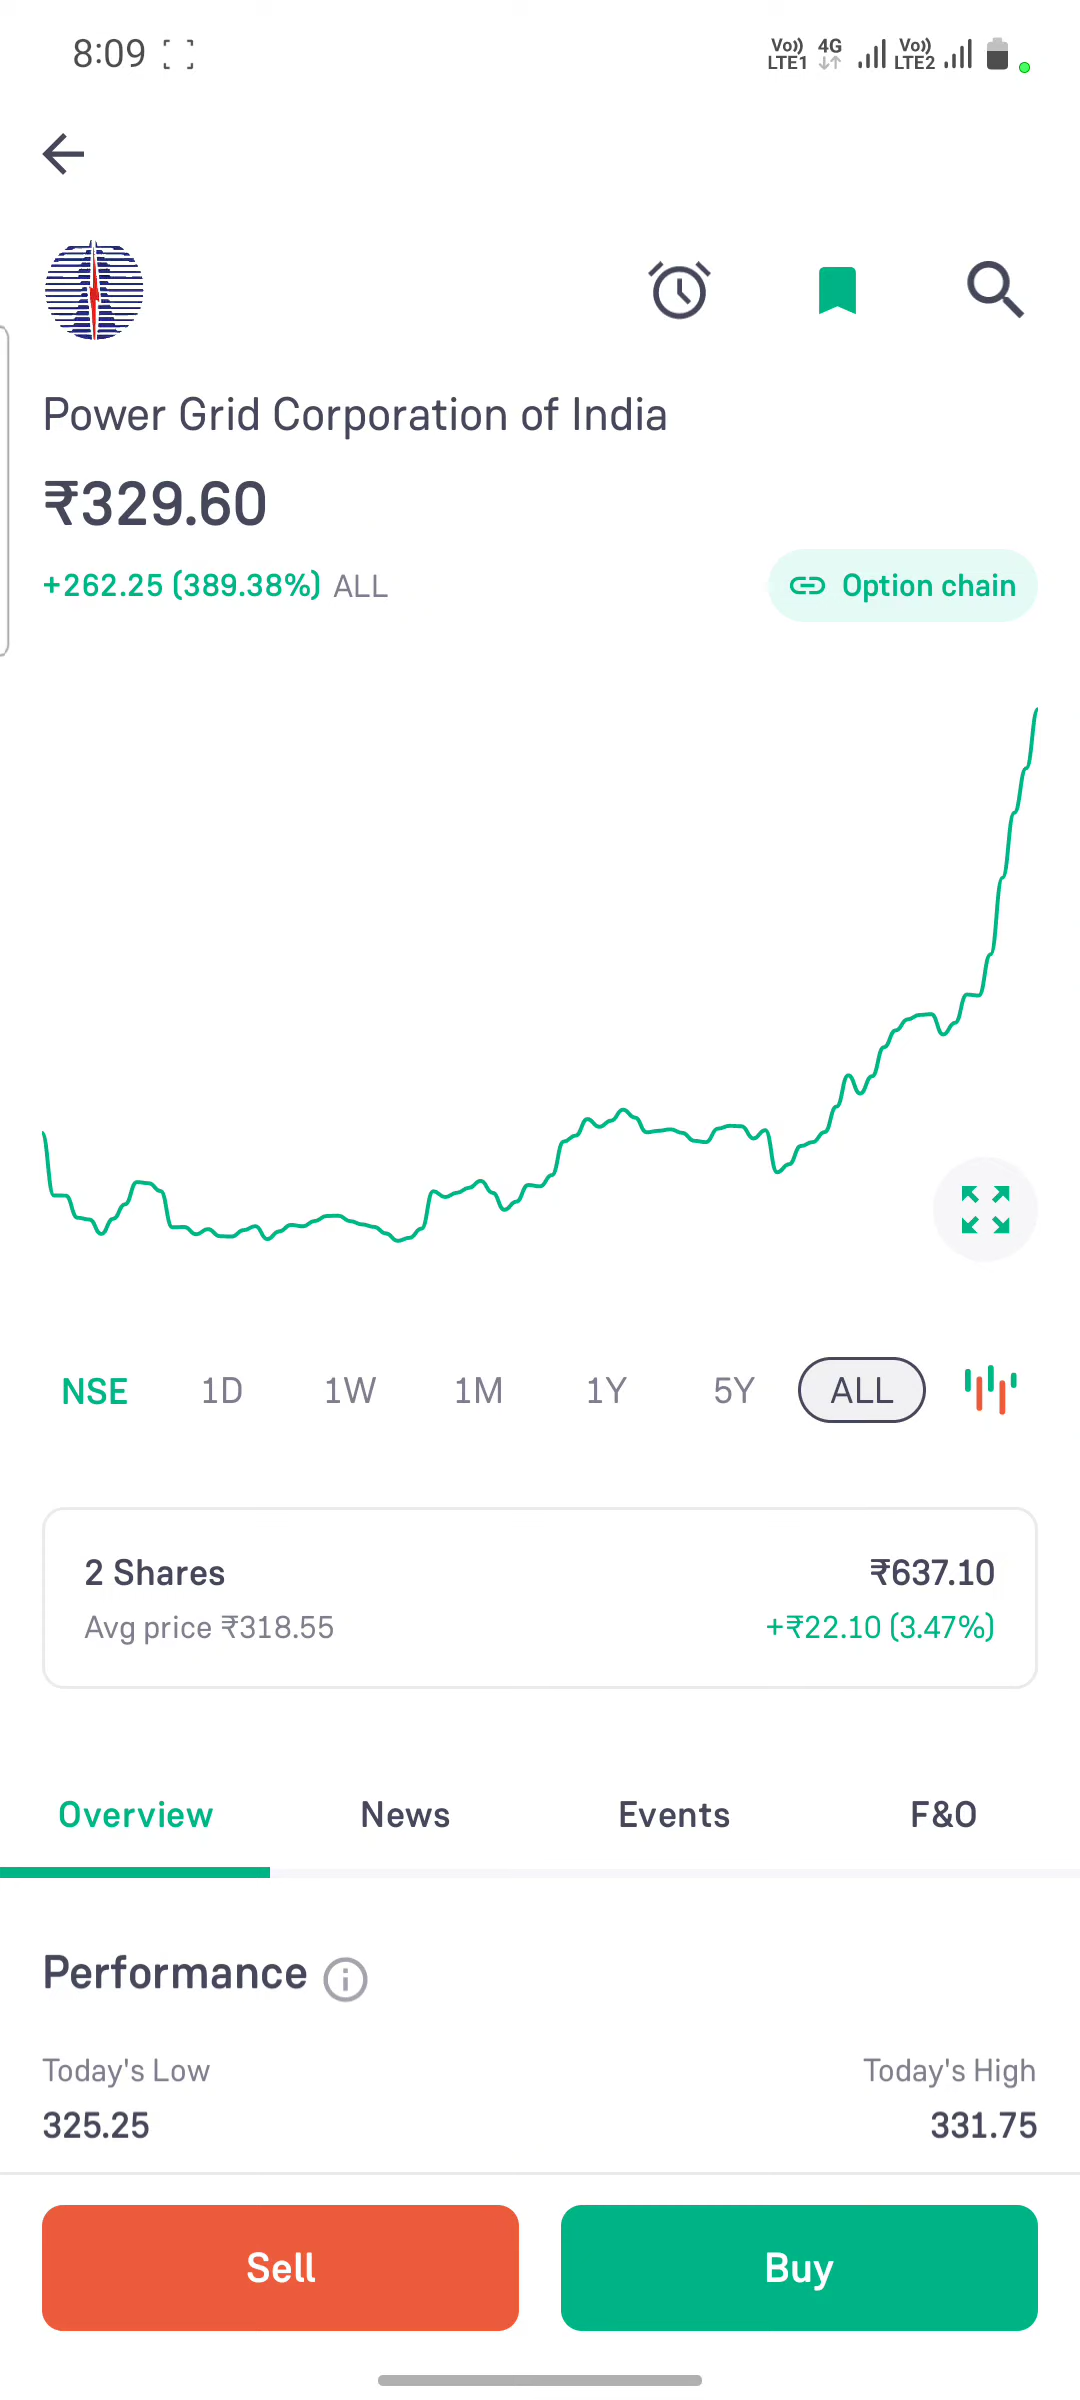 8:09
Vo)) LTE1 4G Vo)) LTE2
Power Grid Corporation of India
₹329.60
+262.25 (389.38%) ALL
Option chain
NSE 1D 1W 1M 1Y 5Y ALL
2 Shares ₹637.10
Avg price ₹318.55 +₹22.10 (3.47%)
Overview News Events F&O
Performance
Today's Low Today's High
325.25 331.75
Sell Buy